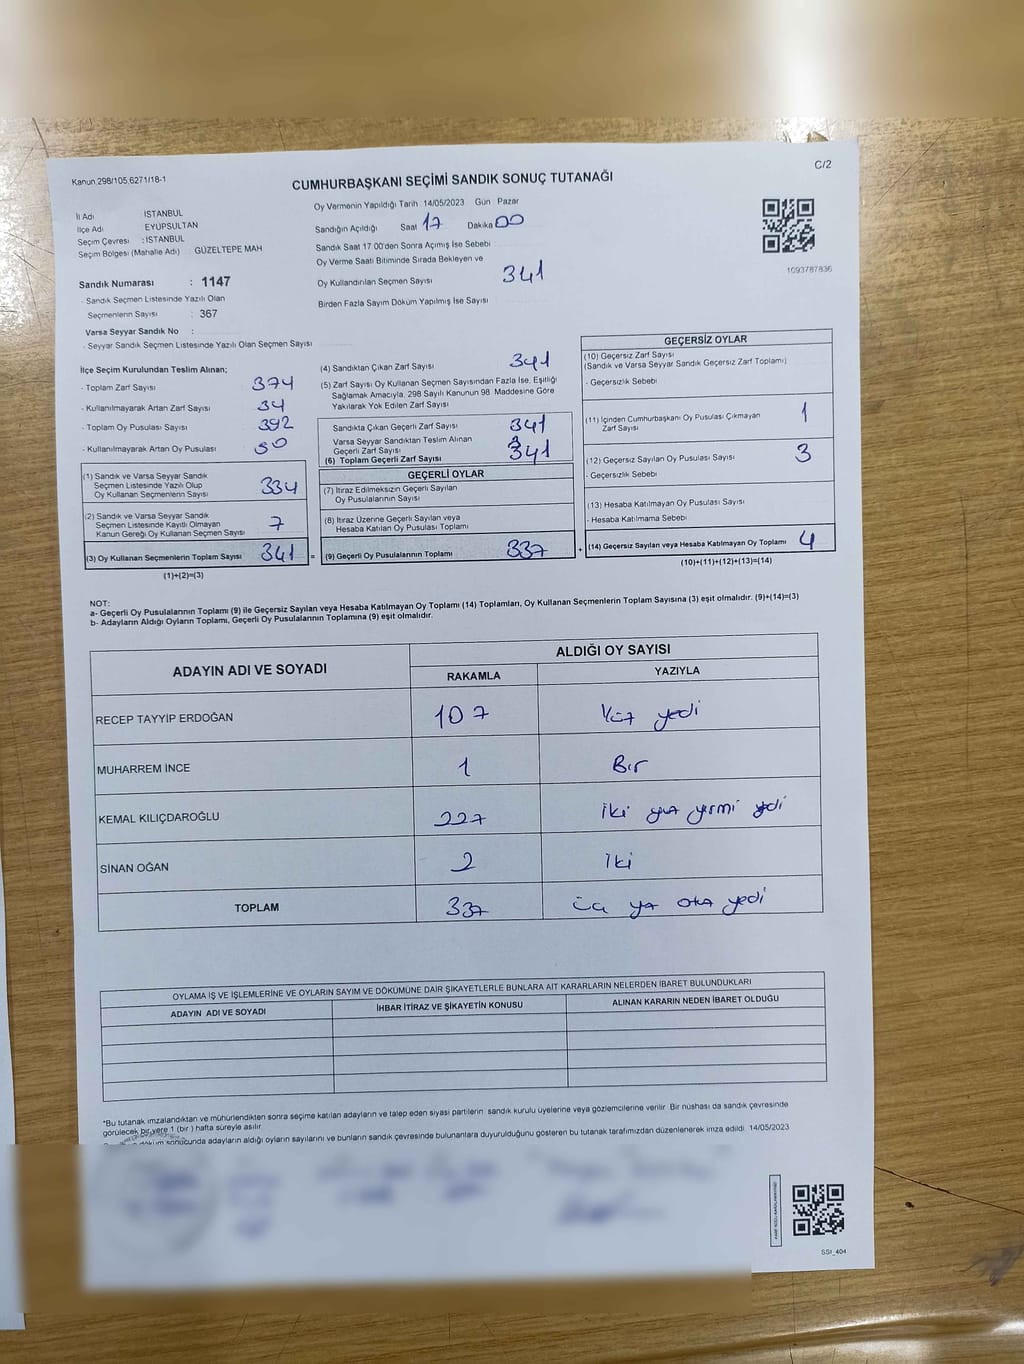 Kanun.298/105,6271/18-1
C/2
CUMHURBAŞKANI SEÇİMİ SANDIK SONUÇ TUTANAĞI
İl Adı İSTANBUL
İlçe Adı EYÜPSULTAN
Seçim Çevresi : İSTANBUL
Seçim Bölgesi (Mahalle Adı) GÜZELTEPE MAH
Sandık Numarası : 1147
- Sandık Seçmen Listesinde Yazılı Olan
Seçmenlerin Sayısı : 367
Varsa Seyyar Sandık No :
- Seyyar Sandık Seçmen Listesinde Yazılı Olan Seçmen Sayısı
Oy Vermenin Yapıldığı Tarih : 14/05/2023 Gün : Pazar
Sandığın Açıldığı Saat 17 Dakika 00
Sandık Saat 17 00'den Sonra Açılmış İse Sebebi
Oy Verme Saati Bitiminde Sırada Bekleyen ve
Oy Kullandırılan Seçmen Sayısı 341
Birden Fazla Sayım Döküm Yapılmış İse Sayısı
1093787836
İlçe Seçim Kurulundan Teslim Alınan;
- Toplam Zarf Sayısı 374
- Kullanılmayarak Artan Zarf Sayısı 34
- Toplam Oy Pusulası Sayısı 392
- Kullanılmayarak Artan Oy Pusulası 50
(1) Sandık ve Varsa Seyyar Sandık
Seçmen Listesinde Yazılı Olup
Oy Kullanan Seçmenlerin Sayısı 334
(2) Sandık ve Varsa Seyyar Sandık
Seçmen Listesinde Kayıtlı Olmayan
Kanun Gereği Oy Kullanan Seçmen Sayısı 7
(3) Oy Kullanan Seçmenlerin Toplam Sayısı 341 =
(1)+(2)=(3)
(4) Sandıktan Çıkan Zarf Sayısı 341
(5) Zarf Sayısı Oy Kullanan Seçmen Sayısından Fazla İse, Eşitliği
Sağlamak Amacıyla, 298 Sayılı Kanunun 98. Maddesine Göre
Yakılarak Yok Edilen Zarf Sayısı
Sandıkta Çıkan Geçerli Zarf Sayısı 341
Varsa Seyyar Sandıktan Teslim Alınan
Geçerli Zarf Sayısı
(6) Toplam Geçerli Zarf Sayısı 341
GEÇERLİ OYLAR
(7) İtiraz Edilmeksizin Geçerli Sayılan
Oy Pusulalarının Sayısı
(8) İtiraz Üzerine Geçerli Sayılan veya
Hesaba Katılan Oy Pusulası Toplamı
(9) Geçerli Oy Pusulalarının Toplamı 337 +
GEÇERSİZ OYLAR
(10) Geçersiz Zarf Sayısı
(Sandık ve Varsa Seyyar Sandık Geçersiz Zarf Toplamı)
- Geçersizlik Sebebi
(11) İçinden Cumhurbaşkanı Oy Pusulası Çıkmayan
Zarf Sayısı 1
(12) Geçersiz Sayılan Oy Pusulası Sayısı 3
- Geçersizlik Sebebi
(13) Hesaba Katılmayan Oy Pusulası Sayısı
- Hesaba Katılmama Sebebi
(14) Geçersiz Sayılan veya Hesaba Katılmayan Oy Toplamı 4
(10)+(11)+(12)+(13)=(14)
NOT:
a- Geçerli Oy Pusulalarının Toplamı (9) ile Geçersiz Sayılan veya Hesaba Katılmayan Oy Toplamı (14) Toplamları, Oy Kullanan Seçmenlerin Toplam Sayısına (3) eşit olmalıdır. (9)+(14)=(3)
b- Adayların Aldığı Oyların Toplamı, Geçerli Oy Pusulalarının Toplamına (9) eşit olmalıdır.
ADAYIN ADI VE SOYADI ALDIĞI OY SAYISI
RAKAMLA YAZIYLA
RECEP TAYYİP ERDOĞAN 107 Yüz yedi
MUHARREM İNCE 1 Bir
KEMAL KILIÇDAROĞLU 227 iki yüz yirmi yedi
SİNAN OĞAN 2 iki
TOPLAM 337 üç yz otuz yedi
OYLAMA İŞ VE İŞLEMLERİNE VE OYLARIN SAYIM VE DÖKÜMÜNE DAİR ŞİKAYETLERLE BUNLARA AİT KARARLARIN NELERDEN İBARET BULUNDUKLARI
ADAYIN ADI VE SOYADI İHBAR İTİRAZ VE ŞİKAYETİN KONUSU ALINAN KARARIN NEDEN İBARET OLDUĞU
*Bu tutanak imzalandıktan ve mühürlendikten sonra seçime katılan adayların ve talep eden siyasi partilerin sandık kurulu üyelerine veya gözlemcilerine verilir. Bir nüshası da sandık çevresinde
görülecek bir yere 1 (bir ) hafta süreyle asılır.
döküm sonucunda adayların aldığı oyların sayılarını ve bunların sandık çevresinde bulunanlara duyurulduğunu gösteren bu tutanak tarafımızdan düzenlenerek imza edildi. 14/05/2023
SSI_404